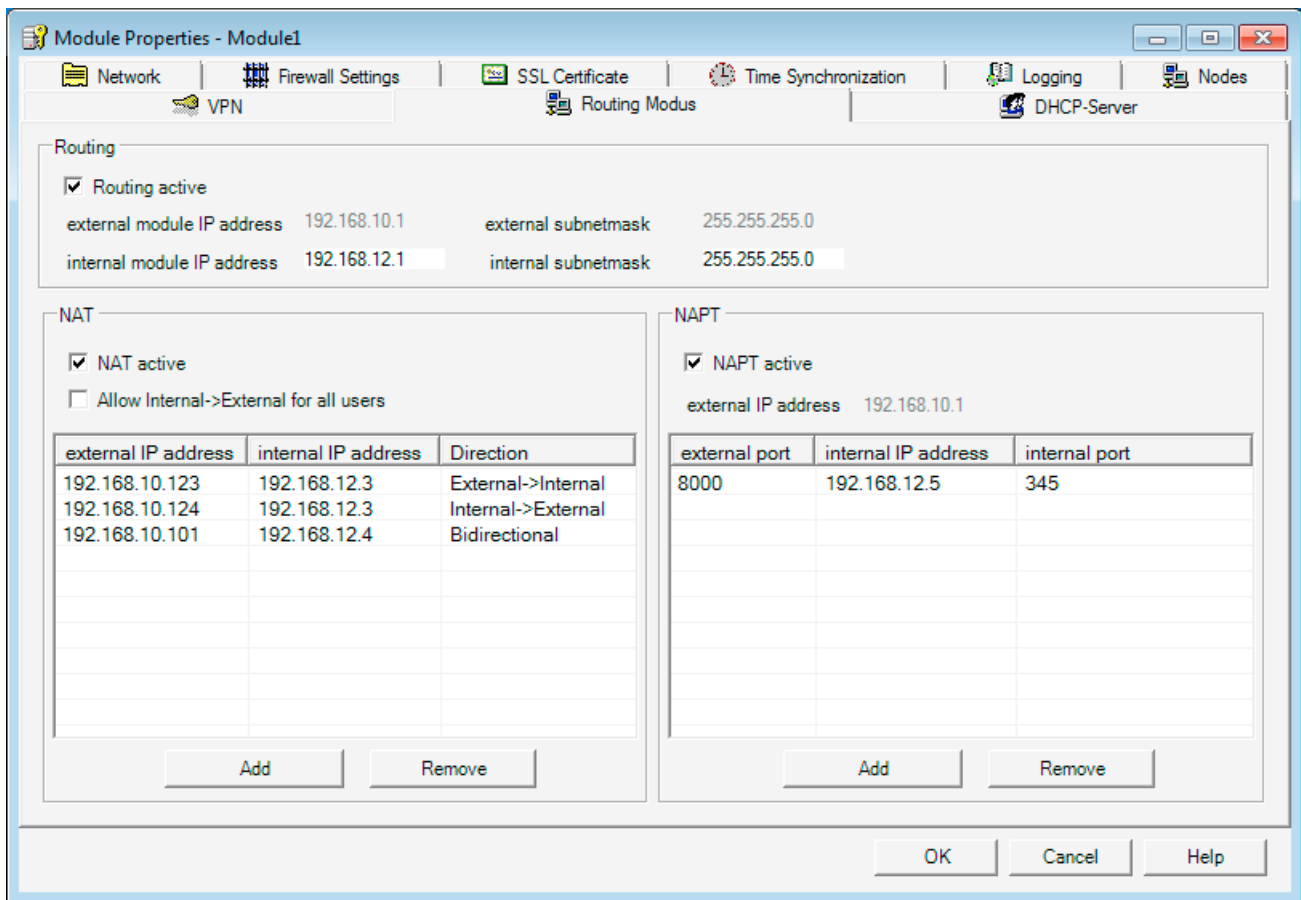 Module Properties - Module1
Network Firewall Settings SSL Certificate Time Synchronization Logging Nodes
VPN Routing Modus DHCP-Server
Routing
Routing active
external module IP address 192.168.10.1 external subnetmask 255.255.255.0
internal module IP address 192.168.12.1 internal subnetmask 255.255.255.0
NAT
NAT active
Allow Internal->External for all users
external IP address internal IP address Direction
192.168.10.123 192.168.12.3 External->Internal
192.168.10.124 192.168.12.3 Internal->External
192.168.10.101 192.168.12.4 Bidirectional
Add Remove
NAPT
NAPT active
external IP address 192.168.10.1
external port internal IP address internal port
8000 192.168.12.5 345
Add Remove
OK Cancel Help